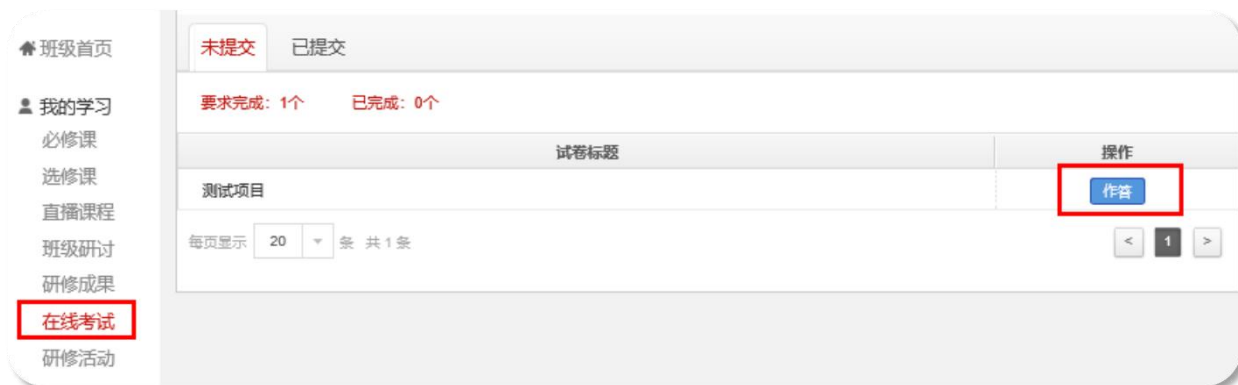 班级首页
我的学习
必修课
选修课
直播课程
班级研讨
研修成果
在线考试
研修活动
未提交 已提交
要求完成：1个 已完成：0个
试卷标题 操作
测试项目 作答
每页显示 20 条 共1条 < 1 >